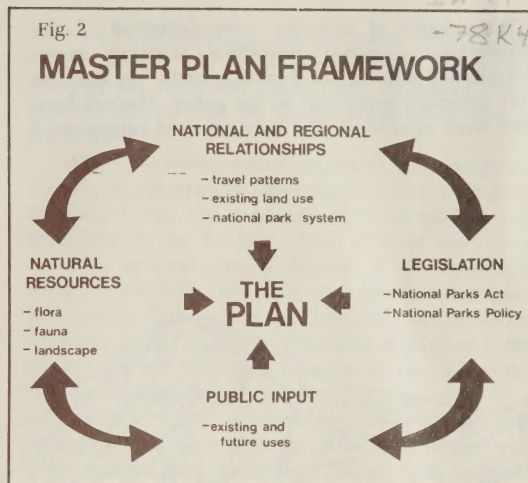 Fig. 2
-78K4
MASTER PLAN FRAMEWORK
NATIONAL AND REGIONAL
RELATIONSHIPS
- travel patterns
- existing land use
- national park system
NATURAL
RESOURCES
- flora
- fauna
- landscape
THE
PLAN
LEGISLATION
-National Parks Act
-National Parks Policy
PUBLIC INPUT
-existing and
future uses